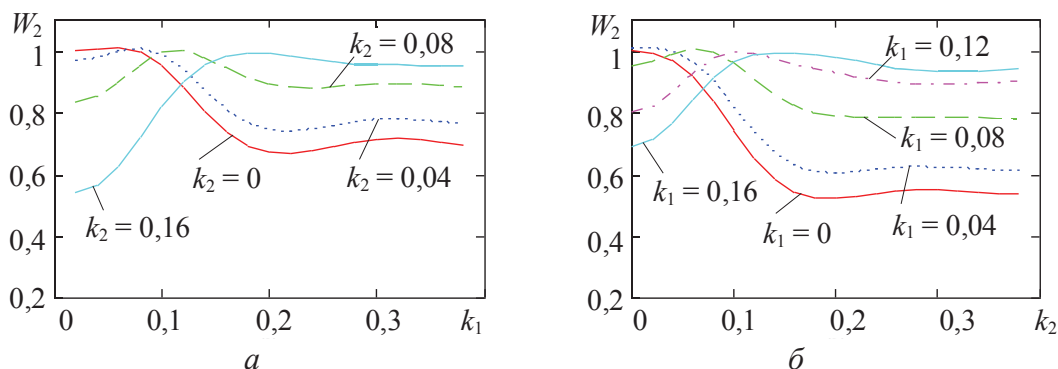 W₂
1
0,8
0,6
0,4
0,2
0
0,1
0,2
0,3
k₁
k₂ = 0,08
k₂ = 0
k₂ = 0,04
k₂ = 0,16
а
W₂
1
0,8
0,6
0,4
0,2
0
0,1
0,2
0,3
k₂
k₁ = 0,12
k₁ = 0,08
k₁ = 0,16
k₁ = 0
k₁ = 0,04
б